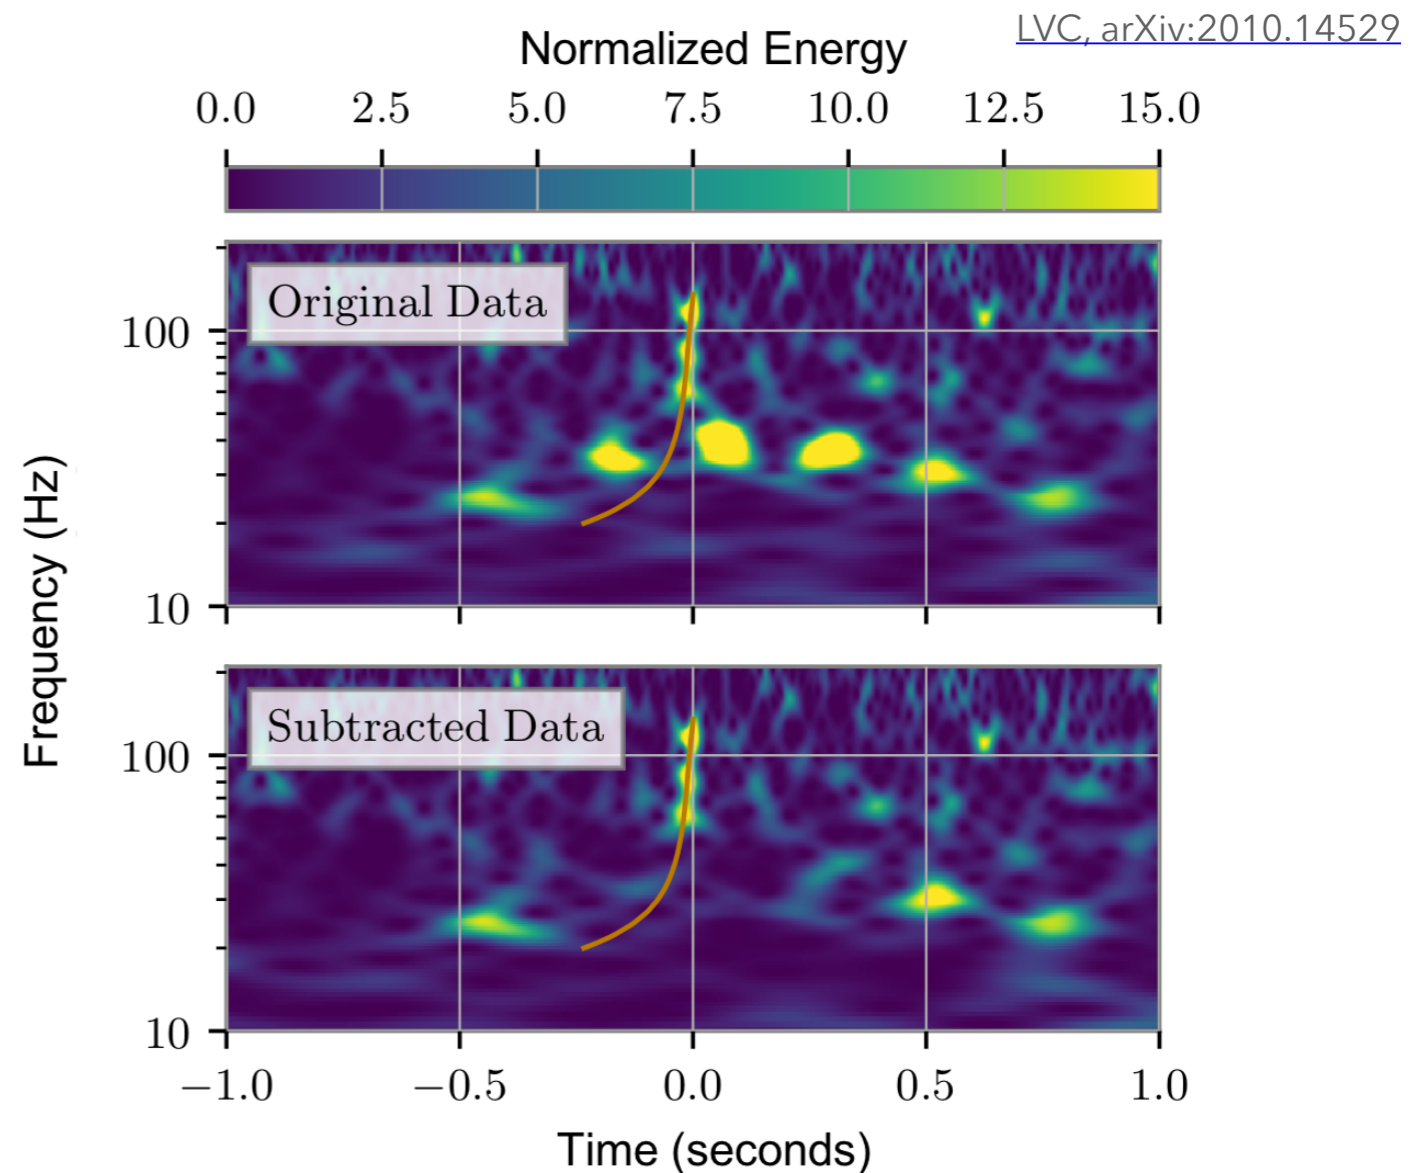 LVC, arXiv:2010.14529
Normalized Energy
0.0 2.5 5.0 7.5 10.0 12.5 15.0
Original Data
100
10
Frequency (Hz)
Subtracted Data
100
10
−1.0 −0.5 0.0 0.5 1.0
Time (seconds)